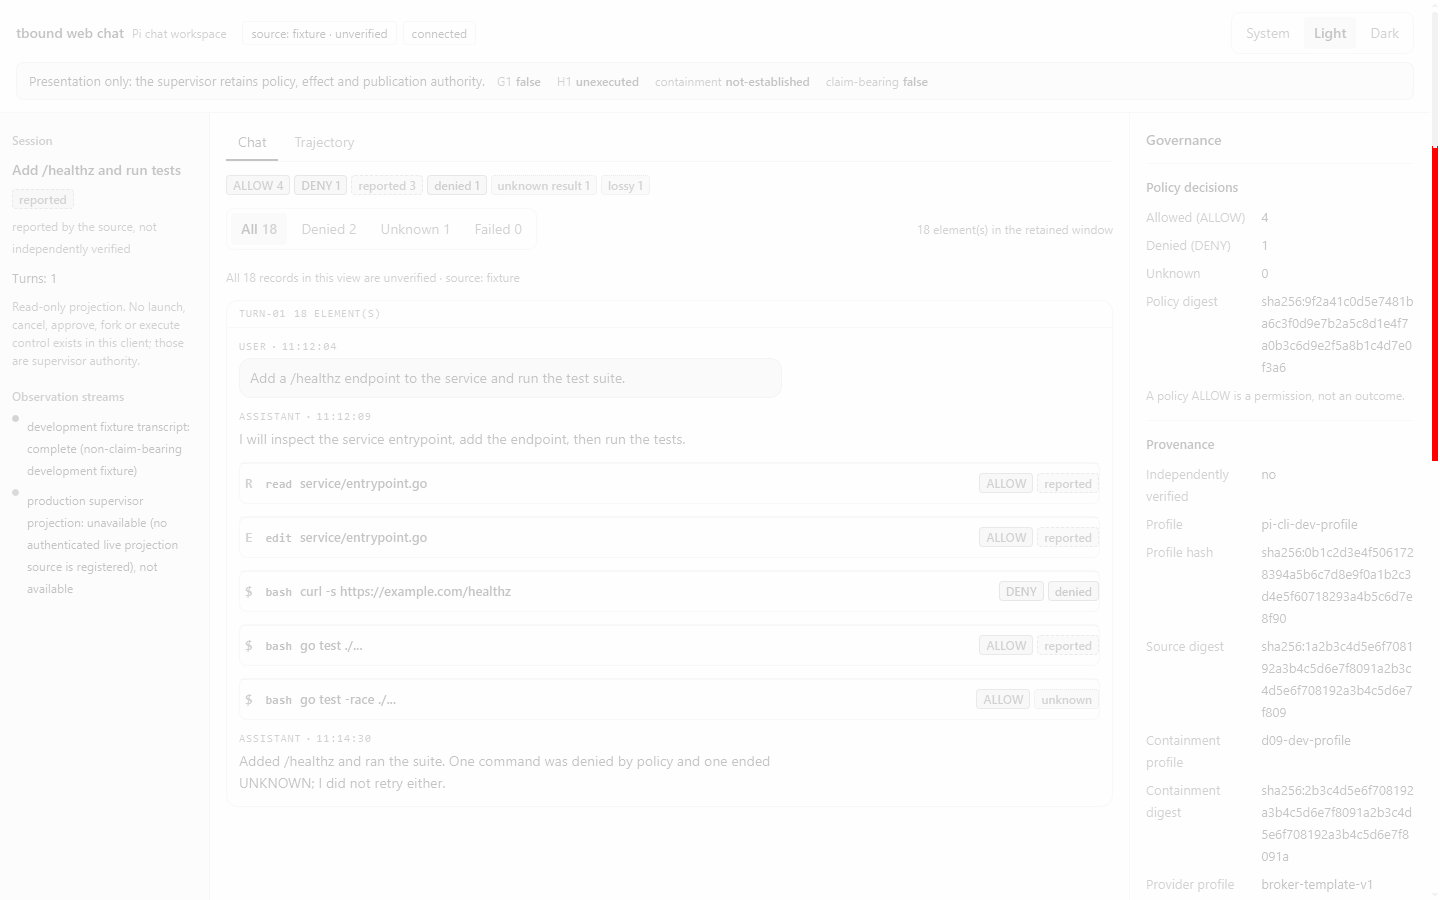 tbound web chat Pi chat workspace source: fixture · unverified connected
System Light Dark
Presentation only: the supervisor retains policy, effect and publication authority. G1 false H1 unexecuted containment not-established claim-bearing false
Session
Add /healthz and run tests
reported
reported by the source, not
independently verified
Turns: 1
Read-only projection. No launch,
cancel, approve, fork or execute
control exists in this client; those
are supervisor authority.
Observation streams
development fixture transcript:
complete (non-claim-bearing
development fixture)
production supervisor
projection: unavailable (no
authenticated live projection
source is registered), not
available
Chat Trajectory
ALLOW 4 DENY 1 reported 3 denied 1 unknown result 1 lossy 1
All 18 Denied 2 Unknown 1 Failed 0
18 element(s) in the retained window
All 18 records in this view are unverified · source: fixture
TURN-01 18 ELEMENT(S)
USER · 11:12:04
Add a /healthz endpoint to the service and run the test suite.
ASSISTANT · 11:12:09
I will inspect the service entrypoint, add the endpoint, then run the tests.
R read service/entrypoint.go ALLOW reported
E edit service/entrypoint.go ALLOW reported
$ bash curl -s https://example.com/healthz DENY denied
$ bash go test ./... ALLOW reported
$ bash go test -race ./... ALLOW unknown
ASSISTANT · 11:14:30
Added /healthz and ran the suite. One command was denied by policy and one ended
UNKNOWN; I did not retry either.
Governance
Policy decisions
Allowed (ALLOW) 4
Denied (DENY) 1
Unknown 0
Policy digest sha256:9f2a41c0d5e7481b
a6c3f0d9e7b2a5c8d1e4f7
a0b3c6d9e2f5a8b1c4d7e0
f3a6
A policy ALLOW is a permission, not an outcome.
Provenance
Independently no
verified
Profile pi-cli-dev-profile
Profile hash sha256:0b1c2d3e4f506172
8394a5b6c7d8e9f0a1b2c3
d4e5f60718293a4b5c6d7e
8f90
Source digest sha256:1a2b3c4d5e6f7081
92a3b4c5d6e7f8091a2b3c
4d5e6f708192a3b4c5d6e7
f809
Containment d09-dev-profile
profile
Containment sha256:2b3c4d5e6f708192
digest a3b4c5d6e7f8091a2b3c4d
5e6f708192a3b4c5d6e7f8
091a
Provider profile broker-template-v1